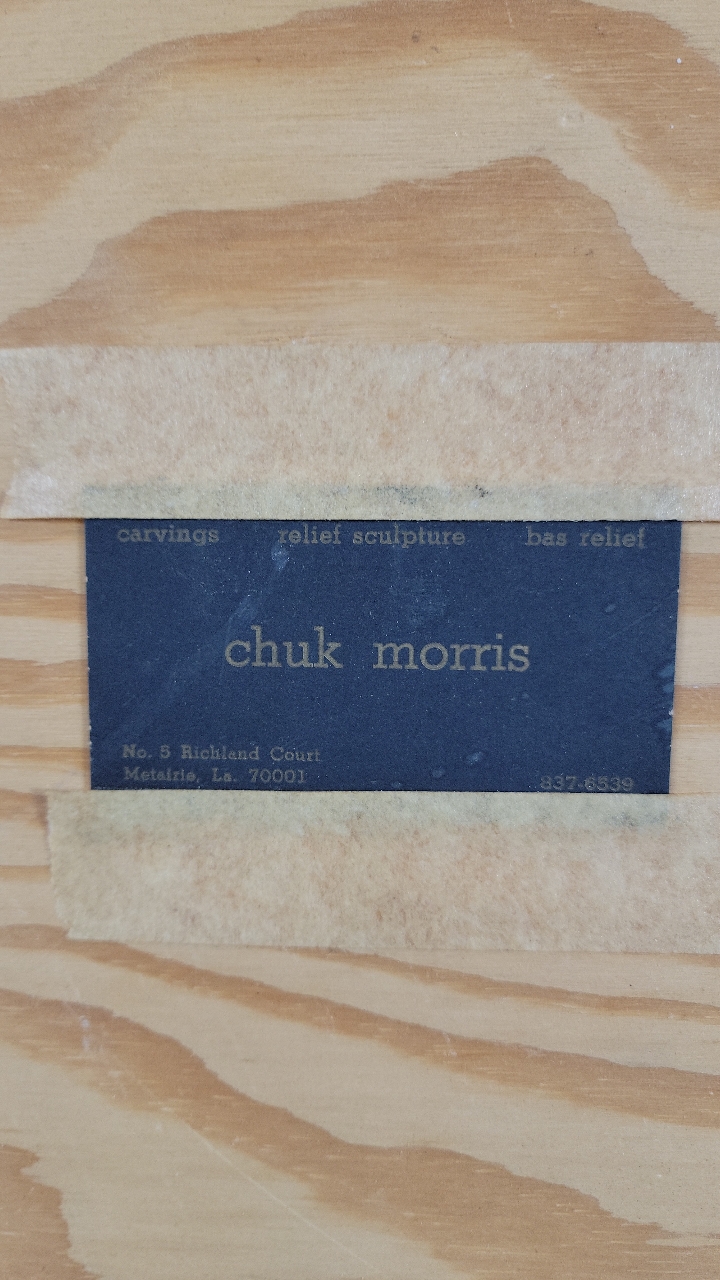 carvings relief sculpture bas relief
chuk morris
No. 5 Richland Court
Metairie, La. 70001 837-6539